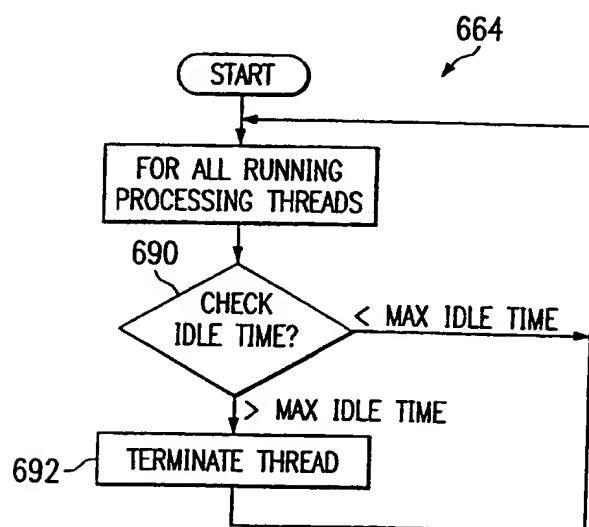 664
START
FOR ALL RUNNING
PROCESSING THREADS
690
CHECK
IDLE TIME?
< MAX IDLE TIME
> MAX IDLE TIME
692
TERMINATE THREAD